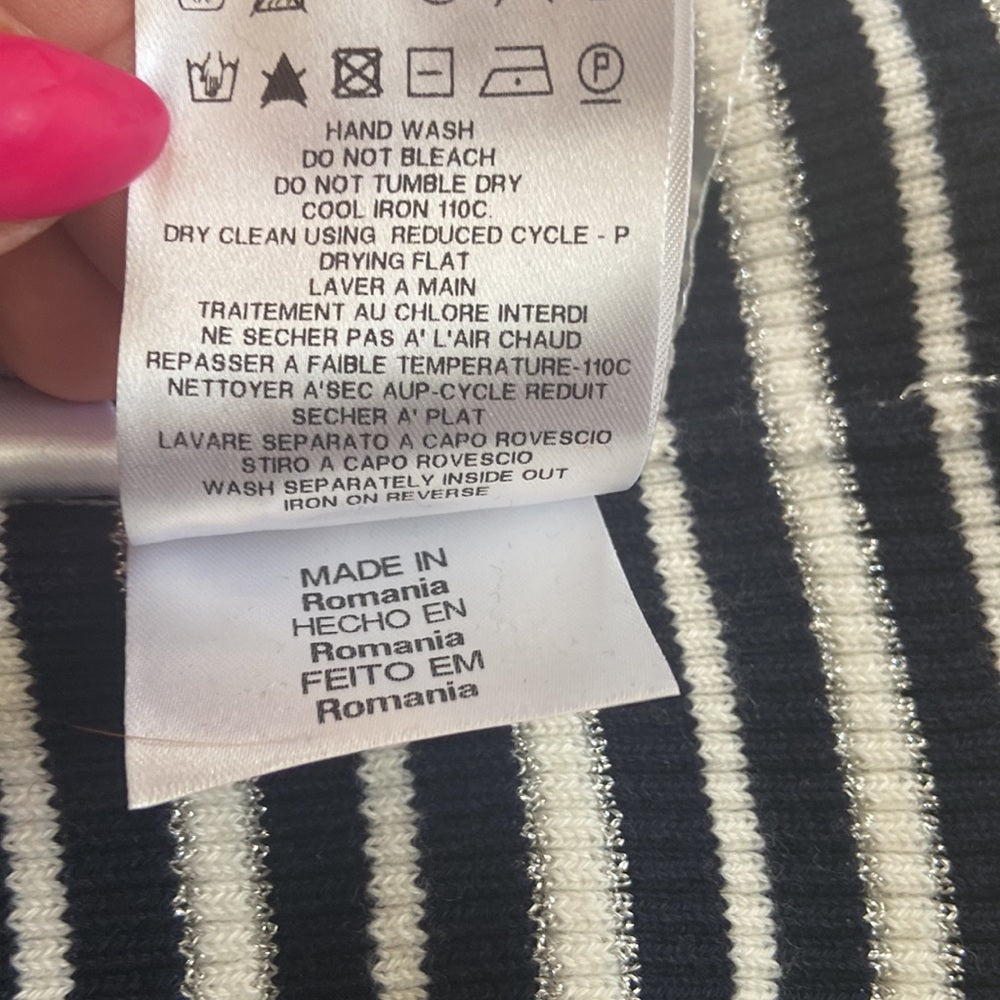 P
HAND WASH
DO NOT BLEACH
DO NOT TUMBLE DRY
COOL IRON 110C.
DRY CLEAN USING REDUCED CYCLE - P
DRYING FLAT
LAVER A MAIN
TRAITEMENT AU CHLORE INTERDI
NE SECHER PAS A' L'AIR CHAUD
REPASSER A FAIBLE TEMPERATURE-110C
NETTOYER A'SEC AUP-CYCLE REDUIT
SECHER A' PLAT
LAVARE SEPARATO A CAPO ROVESCIO
STIRO A CAPO ROVESCIO
WASH SEPARATELY INSIDE OUT
IRON ON REVERSE
MADE IN
Romania
HECHO EN
Romania
FEITO EM
Romania